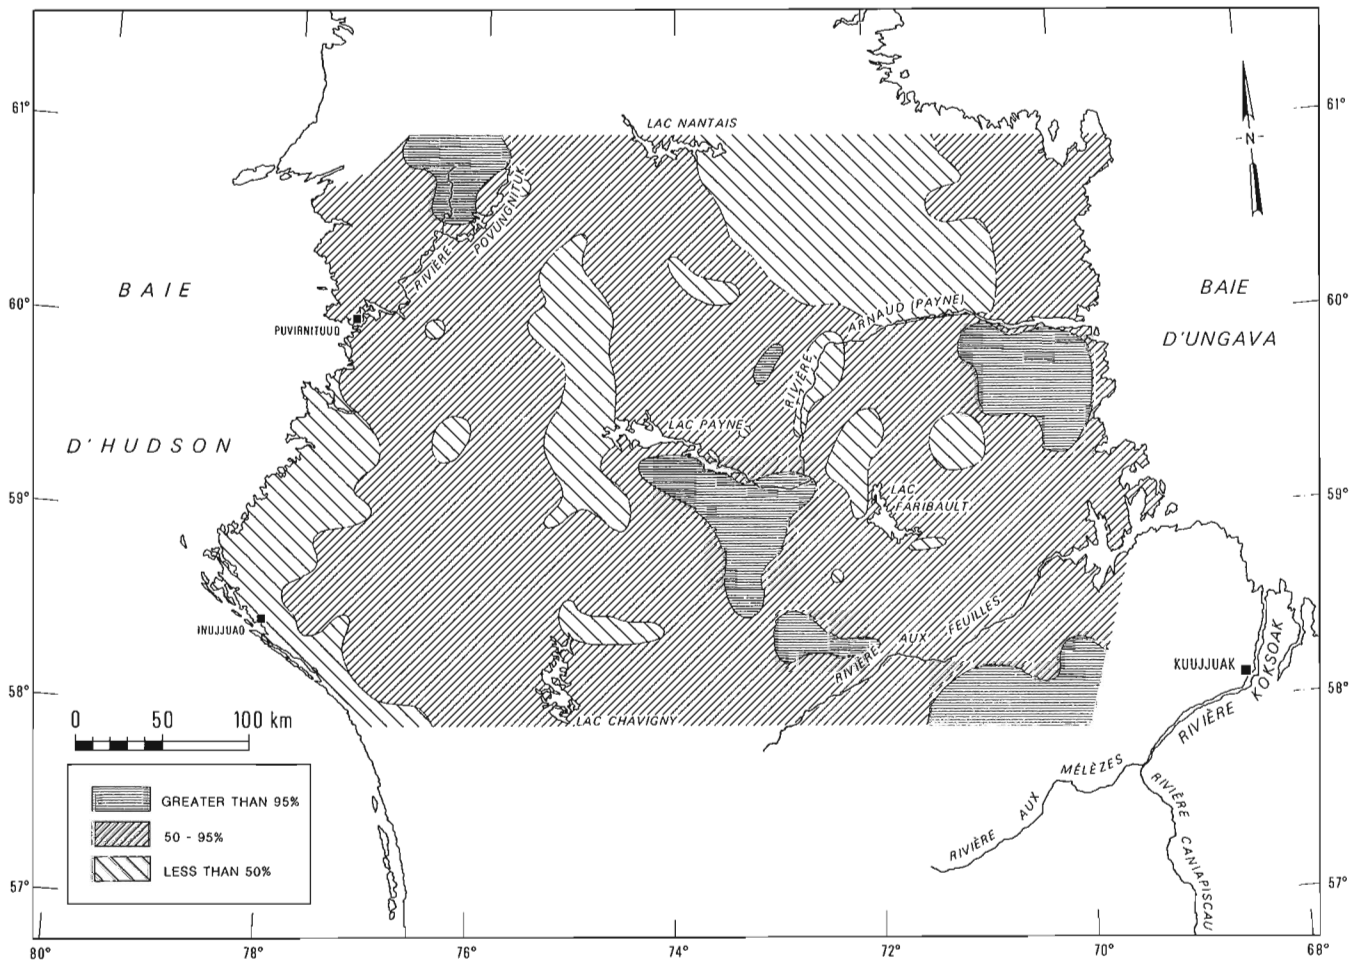 LAC NANTAIS
61°
61°
N
RIVIÈRE POVUNGNITUK
BAIE
BAIE
60°
60°
ARNAUD (PAYNE)
RIVIÈRE
PUVIRNITUUQ
D'UNGAVA
LAC PAYNE
D'HUDSON
59°
59°
LAC
FARIBAULT
RIVIÈRE AUX FEUILLES
INUJJUAQ
KUUJJUAK
RIVIÈRE KOKSOAK
58°
58°
LAC CHAVIGNY
0 50 100 km
RIVIÈRE AUX MÉLÈZES
RIVIÈRE CANIAPISCAU
GREATER THAN 95%
50 - 95%
LESS THAN 50%
57°
57°
80° 78° 76° 74° 72° 70° 68°